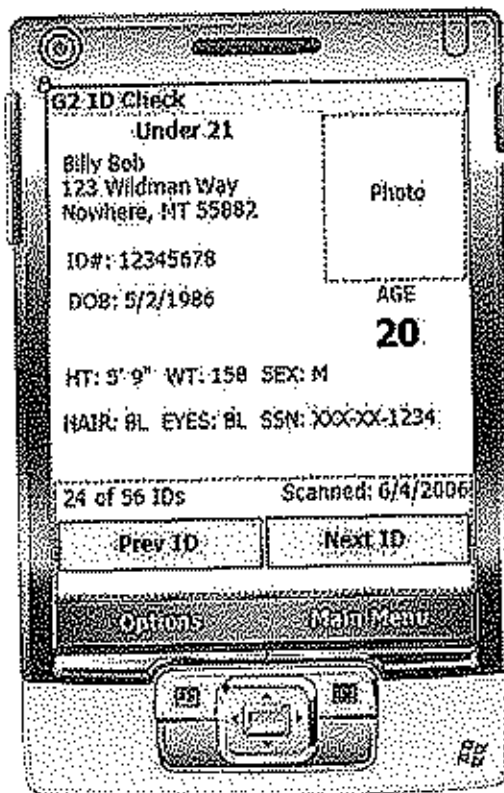 G2 ID Check
Under 21
Billy Bob
123 Wildman Way
Nowhere, MT 55882
Photo
ID#: 12345678
DOB: 5/2/1986
AGE
20
HT: 5' 9" WT: 158 SEX: M
HAIR: BL EYES: BL SSN: XXX-XX-1234
24 of 56 IDs Scanned: 6/4/2006
Prev ID Next ID
Options Main Menu